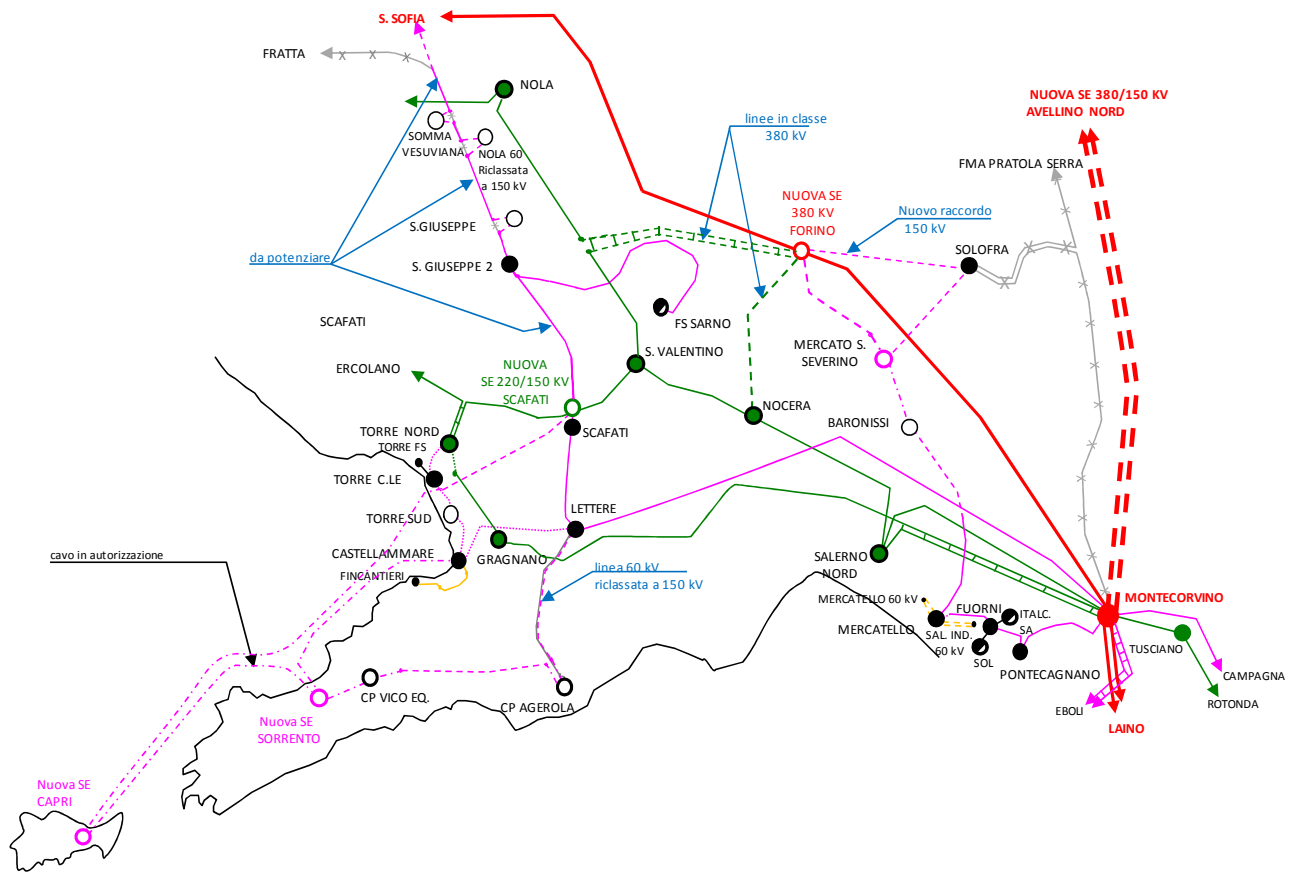 S. SOFIA
FRATTA
NOLA
NUOVA SE 380/150 KV
AVELLINO NORD
linee in classe
380 kV
SOMMA
VESUVIANA
NOLA 60
Riclassata
a 150 kV
FMA PRATOLA SERRA
NUOVA SE
380 KV
FORINO
Nuovo raccordo
150 kV
S.GIUSEPPE
SOLOFRA
da potenziare
S. GIUSEPPE 2
SCAFATI
FS SARNO
MERCATO S.
SEVERINO
S. VALENTINO
ERCOLANO
NUOVA
SE 220/150 KV
SCAFATI
NOCERA
BARONISSI
TORRE NORD
SCAFATI
TORRE FS
TORRE C.LE
LETTERE
TORRE SUD
cavo in autorizzazione
CASTELLAMMARE
GRAGNANO
SALERNO
NORD
FINCANTIERI
linea 60 kV
riclassata a 150 kV
MERCATELLO 60 kV
FUORNI
ITALC.
SA
MONTECORVINO
MERCATELLO
SAL. IND.
60 kV
SOL
TUSCIANO
PONTECAGNANO
CAMPAGNA
CP VICO EQ.
CP AGEROLA
EBOLI
ROTONDA
Nuova SE
SORRENTO
LAINO
Nuova SE
CAPRI